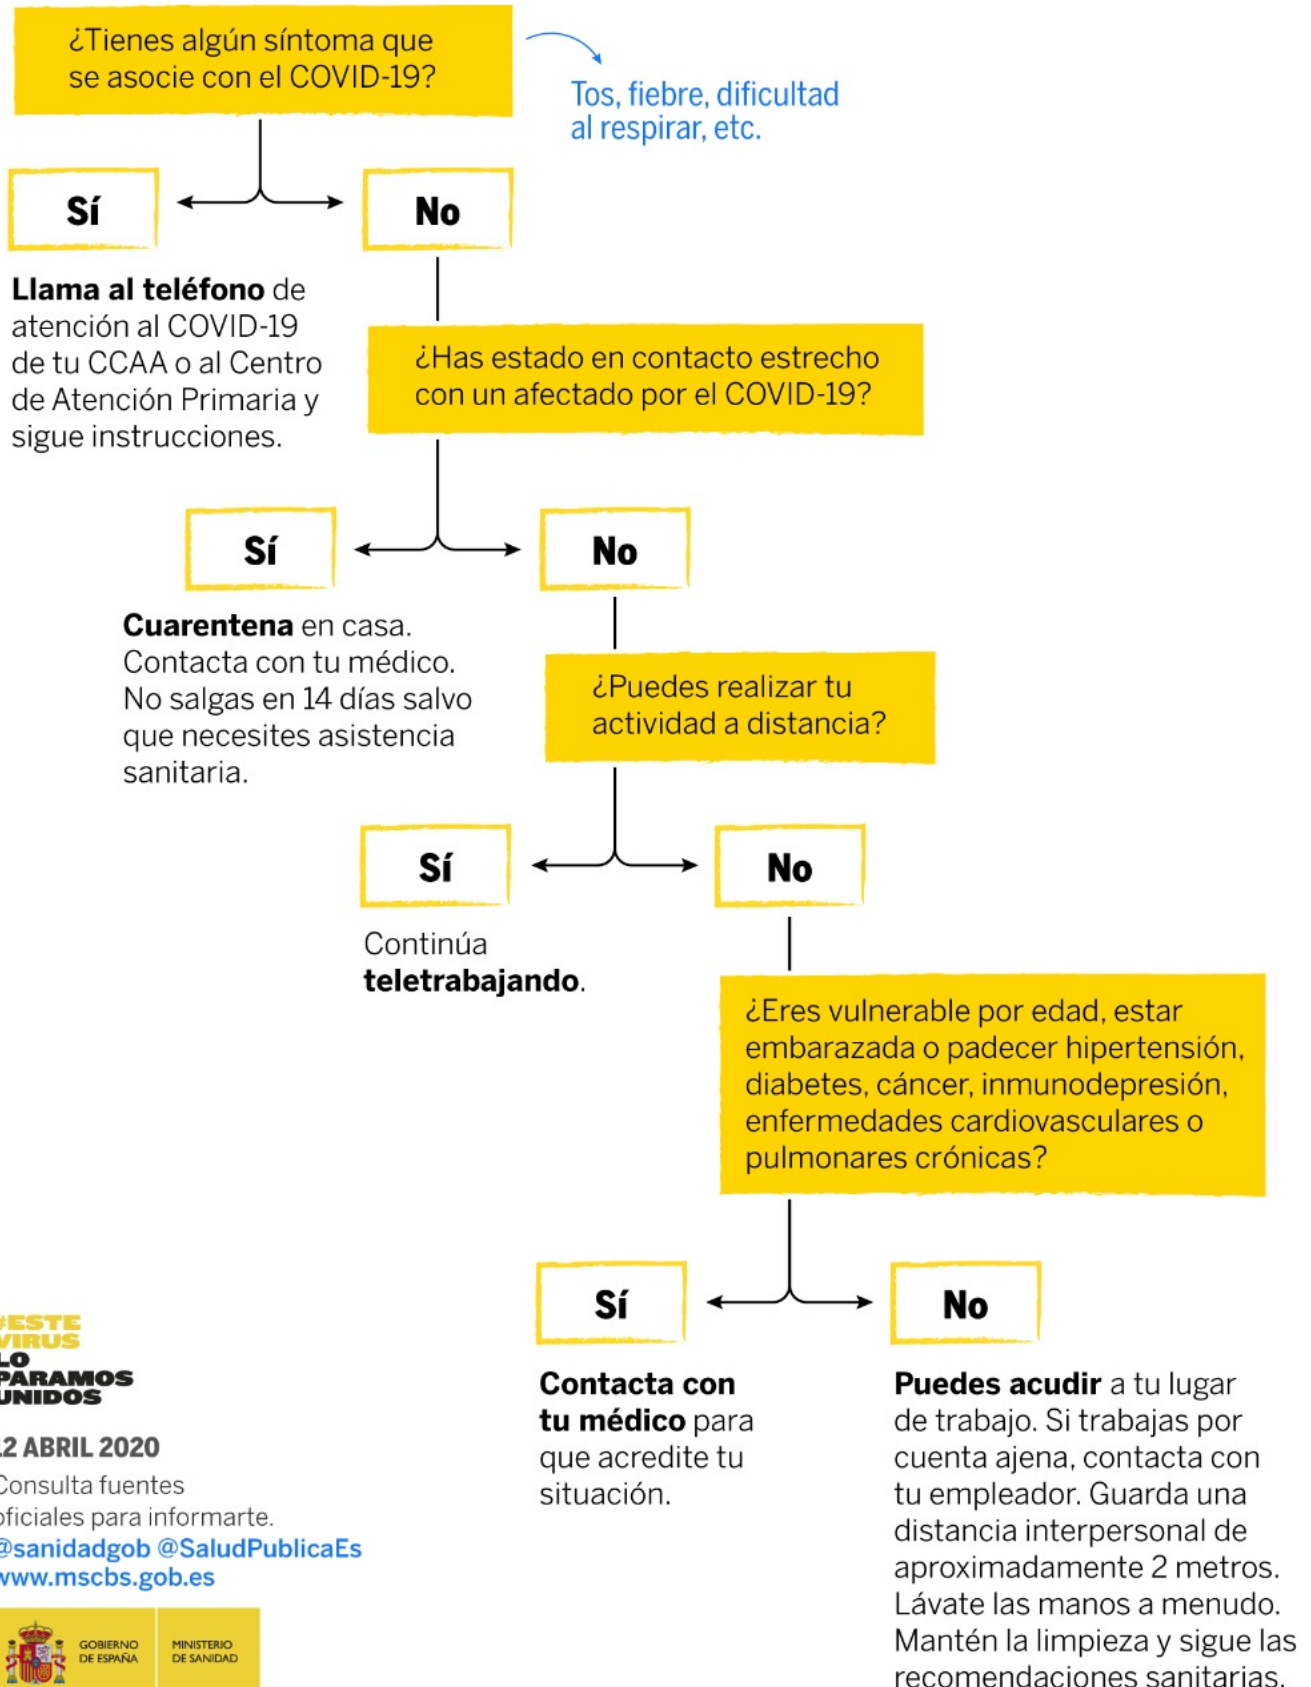 ¿Tienes algún síntoma que
se asocie con el COVID-19?
Tos, fiebre, dificultad
al respirar, etc.
Sí
No
Llama al teléfono de
atención al COVID-19
de tu CCAA o al Centro
de Atención Primaria y
sigue instrucciones.
¿Has estado en contacto estrecho
con un afectado por el COVID-19?
Sí
No
Cuarentena en casa.
Contacta con tu médico.
No salgas en 14 días salvo
que necesites asistencia
sanitaria.
¿Puedes realizar tu
actividad a distancia?
Sí
No
Continúa
teletrabajando.
¿Eres vulnerable por edad, estar
embarazada o padecer hipertensión,
diabetes, cáncer, inmunodepresión,
enfermedades cardiovasculares o
pulmonares crónicas?
Sí
No
Contacta con
tu médico para
que acredite tu
situación.
Puedes acudir a tu lugar
de trabajo. Si trabajas por
cuenta ajena, contacta con
tu empleador. Guarda una
distancia interpersonal de
aproximadamente 2 metros.
Lávate las manos a menudo.
Mantén la limpieza y sigue las
recomendaciones sanitarias.
#ESTE
VIRUS
LO
PARAMOS
UNIDOS
12 ABRIL 2020
Consulta fuentes
oficiales para informarte.
@sanidadgob @SaludPublicaEs
www.mscbs.gob.es
GOBIERNO
DE ESPAÑA
MINISTERIO
DE SANIDAD